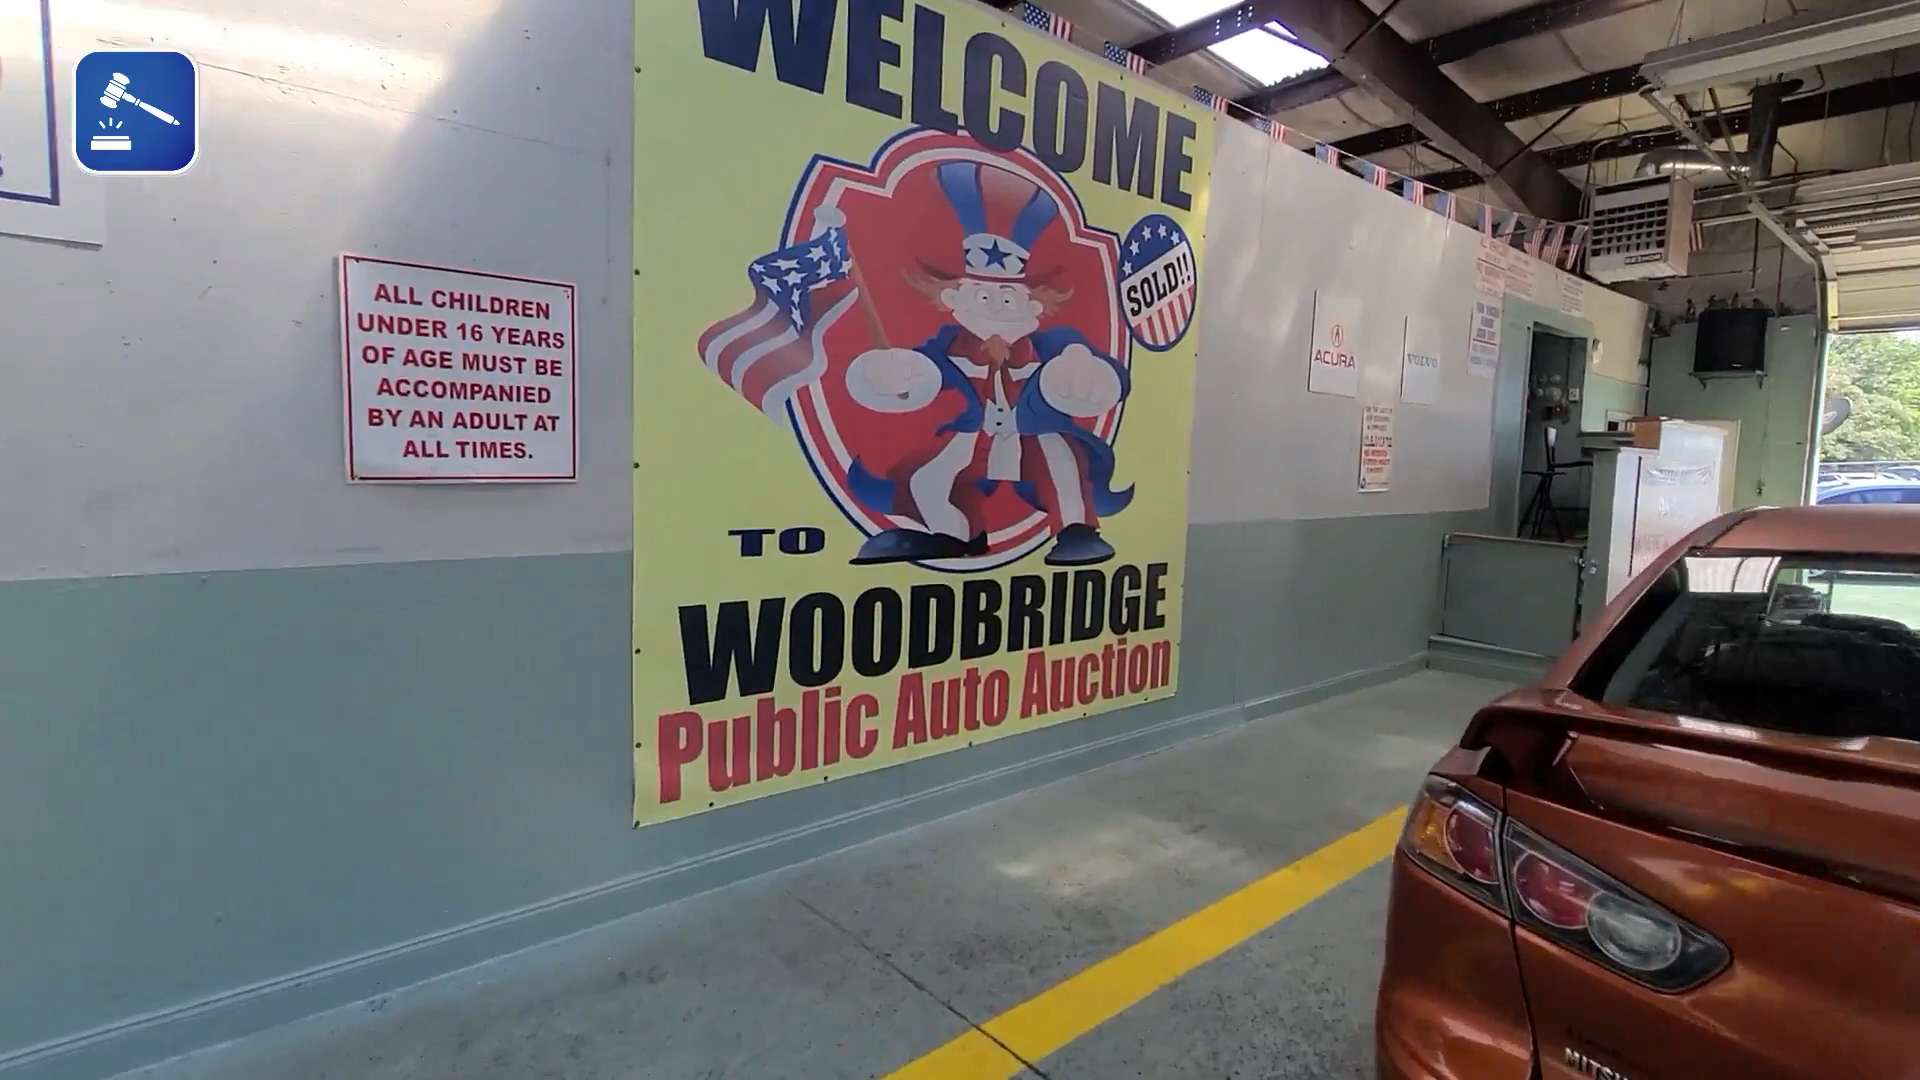 WELCOME
ALL CHILDREN
UNDER 16 YEARS
OF AGE MUST BE
ACCOMPANIED
BY AN ADULT AT
ALL TIMES.
SOLD!!
TO
WOODBRIDGE
Public Auto Auction
ACURA
VOLVO
REZNOR